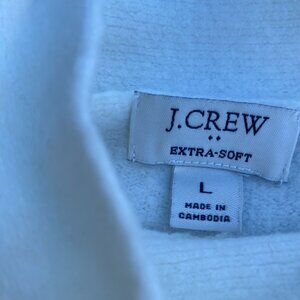 J.CREW
EXTRA-SOFT
L
MADE IN
CAMBODIA